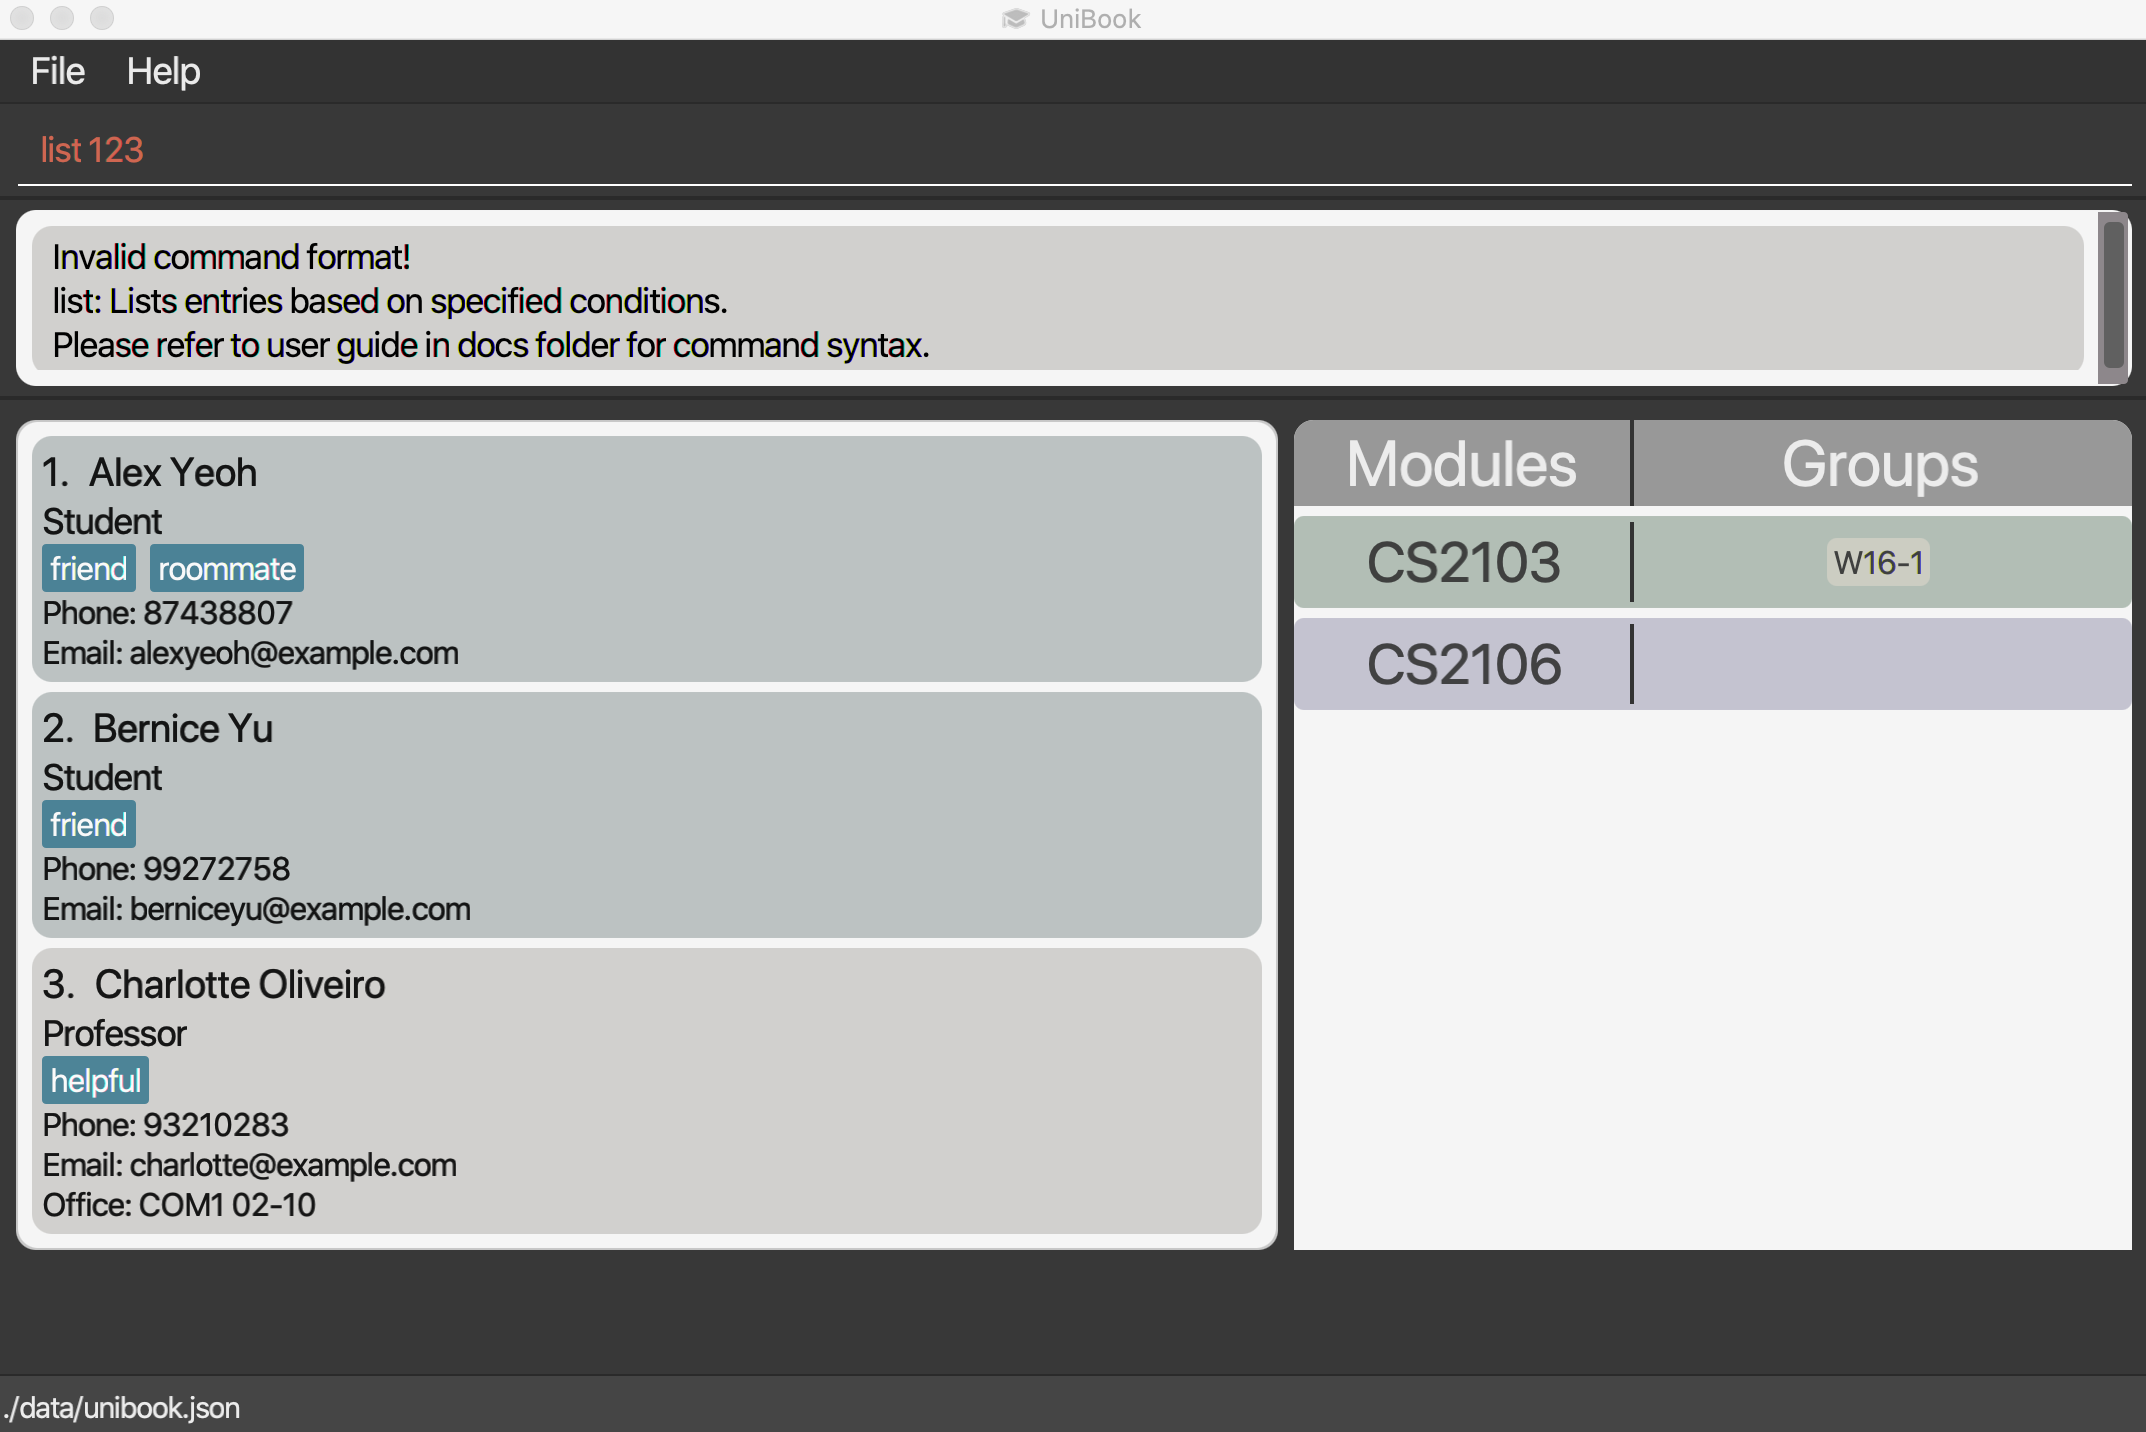 UniBook
File Help
list 123
Invalid command format!
list: Lists entries based on specified conditions.
Please refer to user guide in docs folder for command syntax.
1. Alex Yeoh
Student
friend roommate
Phone: 87438807
Email: alexyeoh@example.com
2. Bernice Yu
Student
friend
Phone: 99272758
Email: berniceyu@example.com
3. Charlotte Oliveiro
Professor
helpful
Phone: 93210283
Email: charlotte@example.com
Office: COM1 02-10
Modules Groups
CS2103 W16-1
CS2106
./data/unibook.json